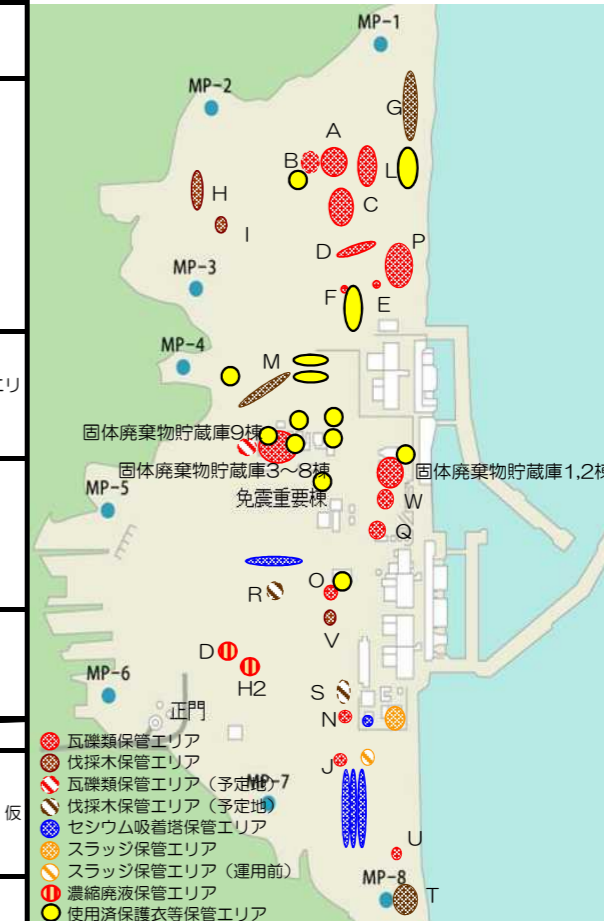 MP-1
MP-2
G
A
B
L
H
C
I
D
P
MP-3
F
E
MP-4
M
エリ
固体廃棄物貯蔵庫9棟
固体廃棄物貯蔵庫3~8棟
固体廃棄物貯蔵庫1,2棟
MP-5
免震重要棟
W
Q
R
O
V
D
H2
MP-6
S
正門
N
瓦礫類保管エリア
J
伐採木保管エリア
瓦礫類保管エリア(予定地)
MP-7
仮
伐採木保管エリア(予定地)
セシウム吸着塔保管エリア
U
スラッジ保管エリア
スラッジ保管エリア(運用前)
MP-8
T
濃縮廃液保管エリア
使用済保護衣等保管エリア